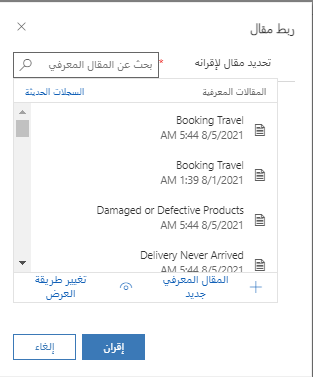 ربط مقال
تحديد مقال لإقرانه *
بحث عن المقال المعرفي
المقالات المعرفية السجلات الحديثة
Booking Travel
8/5/2021 5:44 AM
Booking Travel
8/1/2021 1:39 AM
Damaged or Defective Products
8/5/2021 5:44 AM
Delivery Never Arrived
8/5/2021 5:44 AM
المقال المعرفي
جديد
تغيير طريقة
العرض
إقران إلغاء